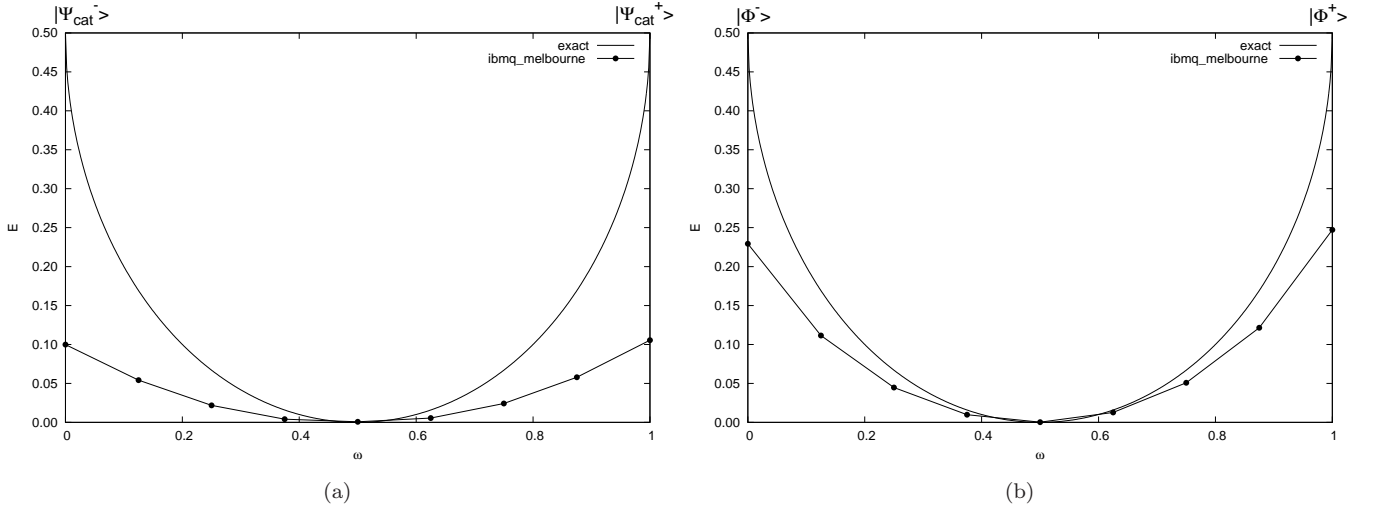 |Ψcat⁻>
|Ψcat⁺>
exact
ibmq_melbourne
0.50
0.45
0.40
0.35
0.30
0.25
0.20
0.15
0.10
0.05
0.00
E
0
0.2
0.4
0.6
0.8
1
ω
(a)
|Φ⁻>
|Φ⁺>
exact
ibmq_melbourne
0.50
0.45
0.40
0.35
0.30
0.25
0.20
0.15
0.10
0.05
0.00
E
0
0.2
0.4
0.6
0.8
1
ω
(b)